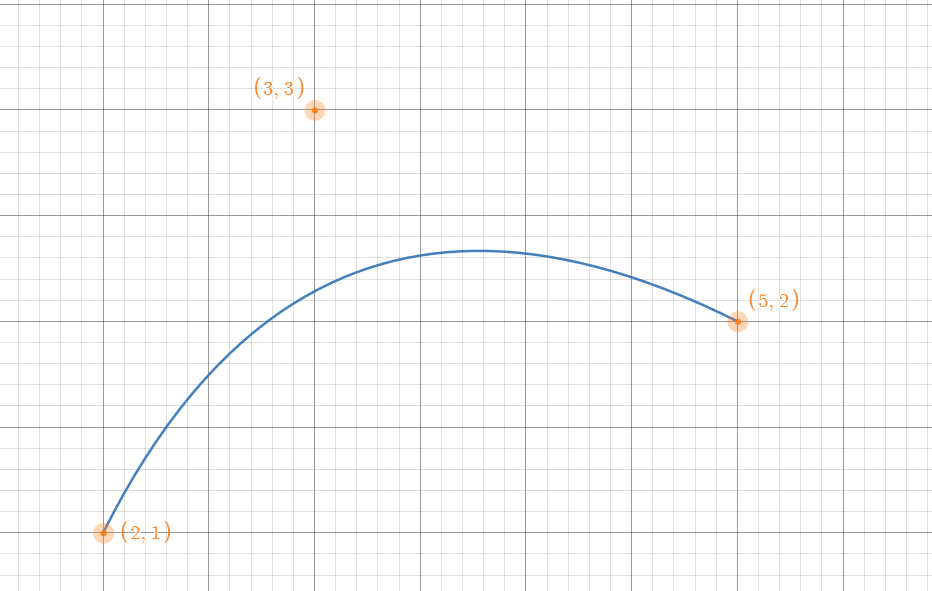 (3, 3)
(5, 2)
(2, 1)